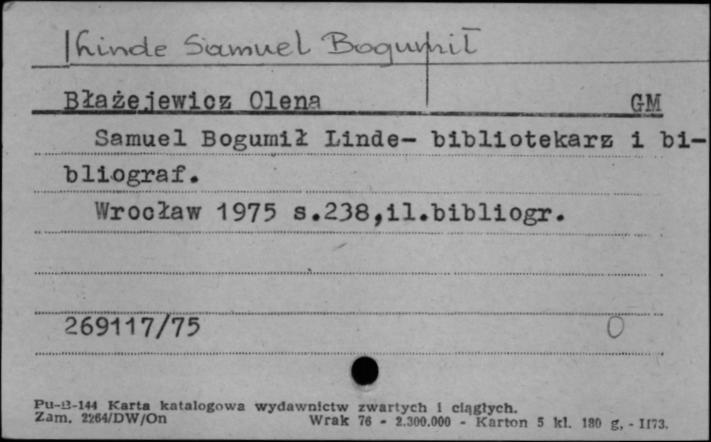 Linde Samuel Bogumił
Błażejewicz Olena GM
Samuel Bogumił Linde- bibliotekarz i bi-
bliograf.
Wrocław 1975 s.238,il.bibliogr.
269117/75 O
Pu-B-144 Karta katalogowa wydawnictw zwartych i ciągłych.
Zam. 2264/DW/On Wrak 76 - 2.300.000 - Karton 5 kl. 180 g. - II73.